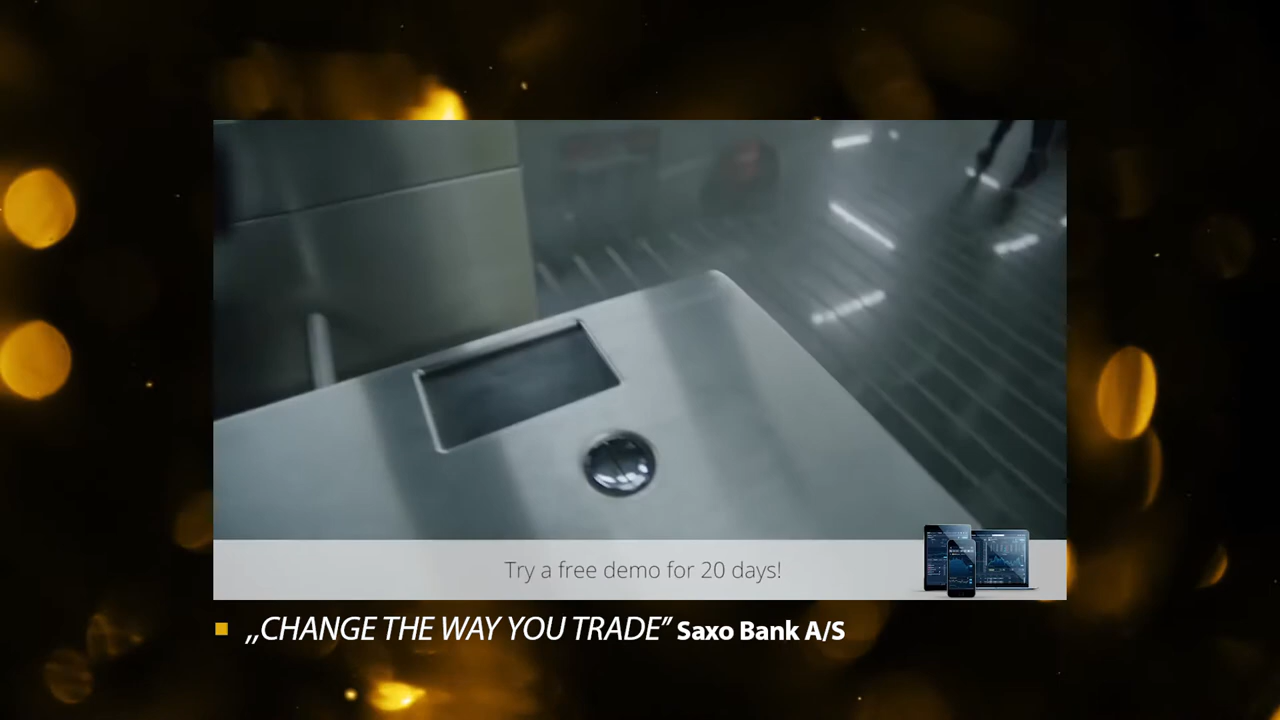 Try a free demo for 20 days!
„CHANGE THE WAY YOU TRADE” Saxo Bank A/S